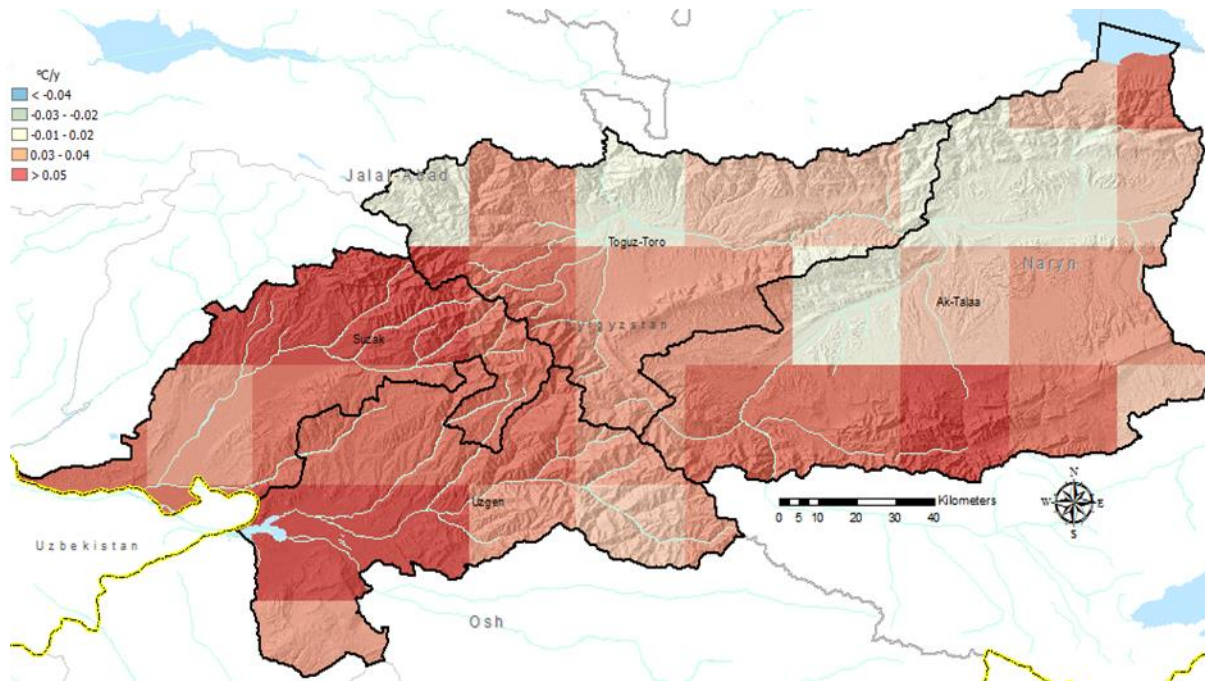 °C/y
< -0.04
-0.03 - -0.02
-0.01 - 0.02
0.03 - 0.04
> 0.05
Jalal-Abad
Toguz-Toro
Naryn
Ak-Talaa
Kyrgyzstan
Suzak
N
W E
S
Kilometers
0 5 10 20 30 40
Uzgen
Uzbekistan
Osh